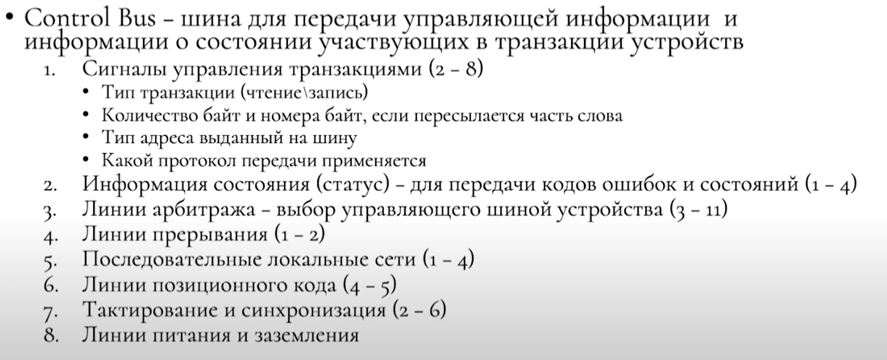 • Control Bus – шина для передачи управляющей информации и
информации о состоянии участвующих в транзакции устройств
1. Сигналы управления транзакциями (2 – 8)
• Тип транзакции (чтение\запись)
• Количество байт и номера байт, если пересылается часть слова
• Тип адреса выданный на шину
• Какой протокол передачи применяется
2. Информация состояния (статус) – для передачи кодов ошибок и состояний (1 – 4)
3. Линии арбитража – выбор управляющего шиной устройства (3 – 11)
4. Линии прерывания (1 – 2)
5. Последовательные локальные сети (1 – 4)
6. Линии позиционного кода (4 – 5)
7. Тактирование и синхронизация (2 – 6)
8. Линии питания и заземления